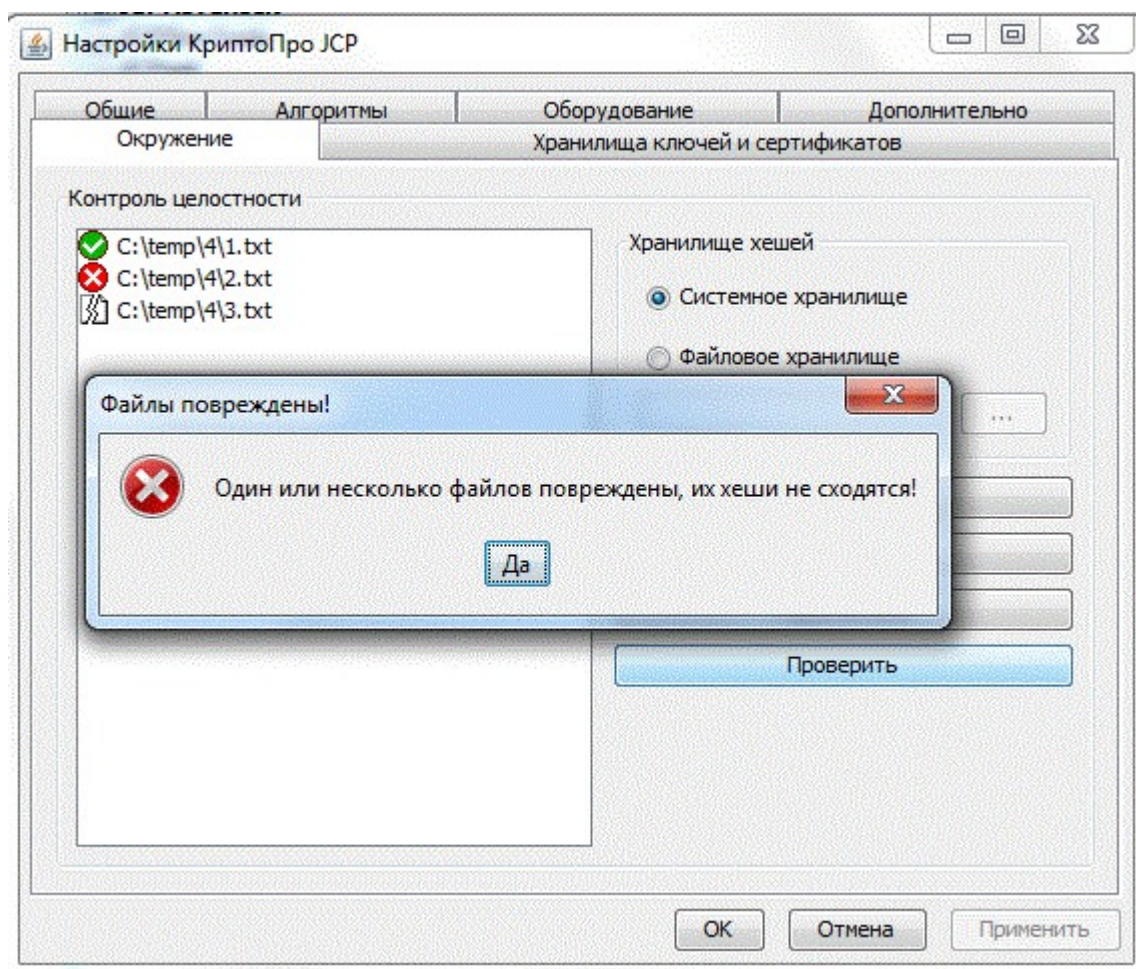 Настройки КриптоПро JCP
Общие
Алгоритмы
Оборудование
Дополнительно
Окружение
Хранилища ключей и сертификатов
Контроль целостности
C:\temp\4\1.txt
C:\temp\4\2.txt
C:\temp\4\3.txt
Хранилище хешей
Системное хранилище
Файловое хранилище
...
Файлы повреждены!
Один или несколько файлов повреждены, их хеши не сходятся!
Да
Проверить
OK
Отмена
Применить